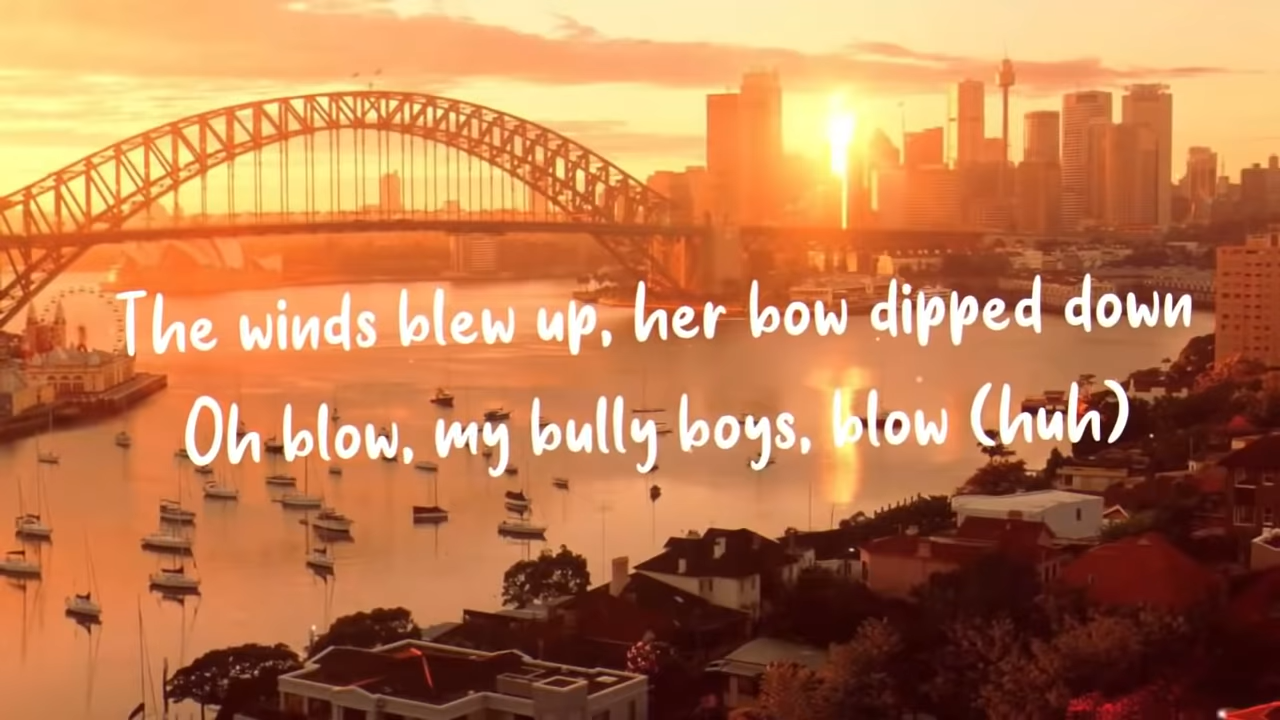 The winds blew up, her bow dipped down
Oh blow, my bully boys, blow (huh)